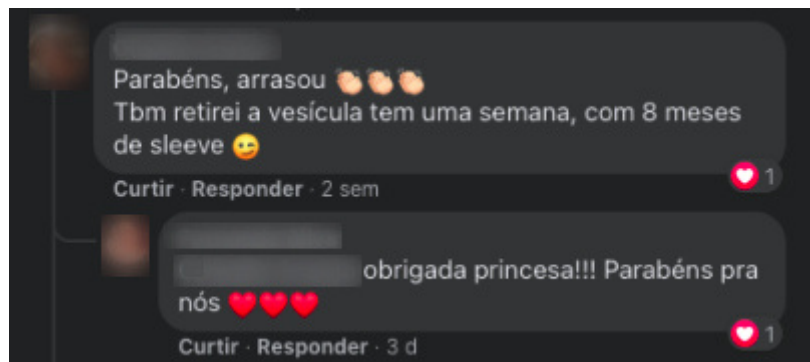 Parabéns, arrasou 👏🏻👏🏻👏🏻
Tbm retirei a vesícula tem uma semana, com 8 meses
de sleeve 😉
1
Curtir · Responder · 2 sem
obrigada princesa!!! Parabéns pra
nós ❤️❤️❤️
1
Curtir · Responder · 3 d